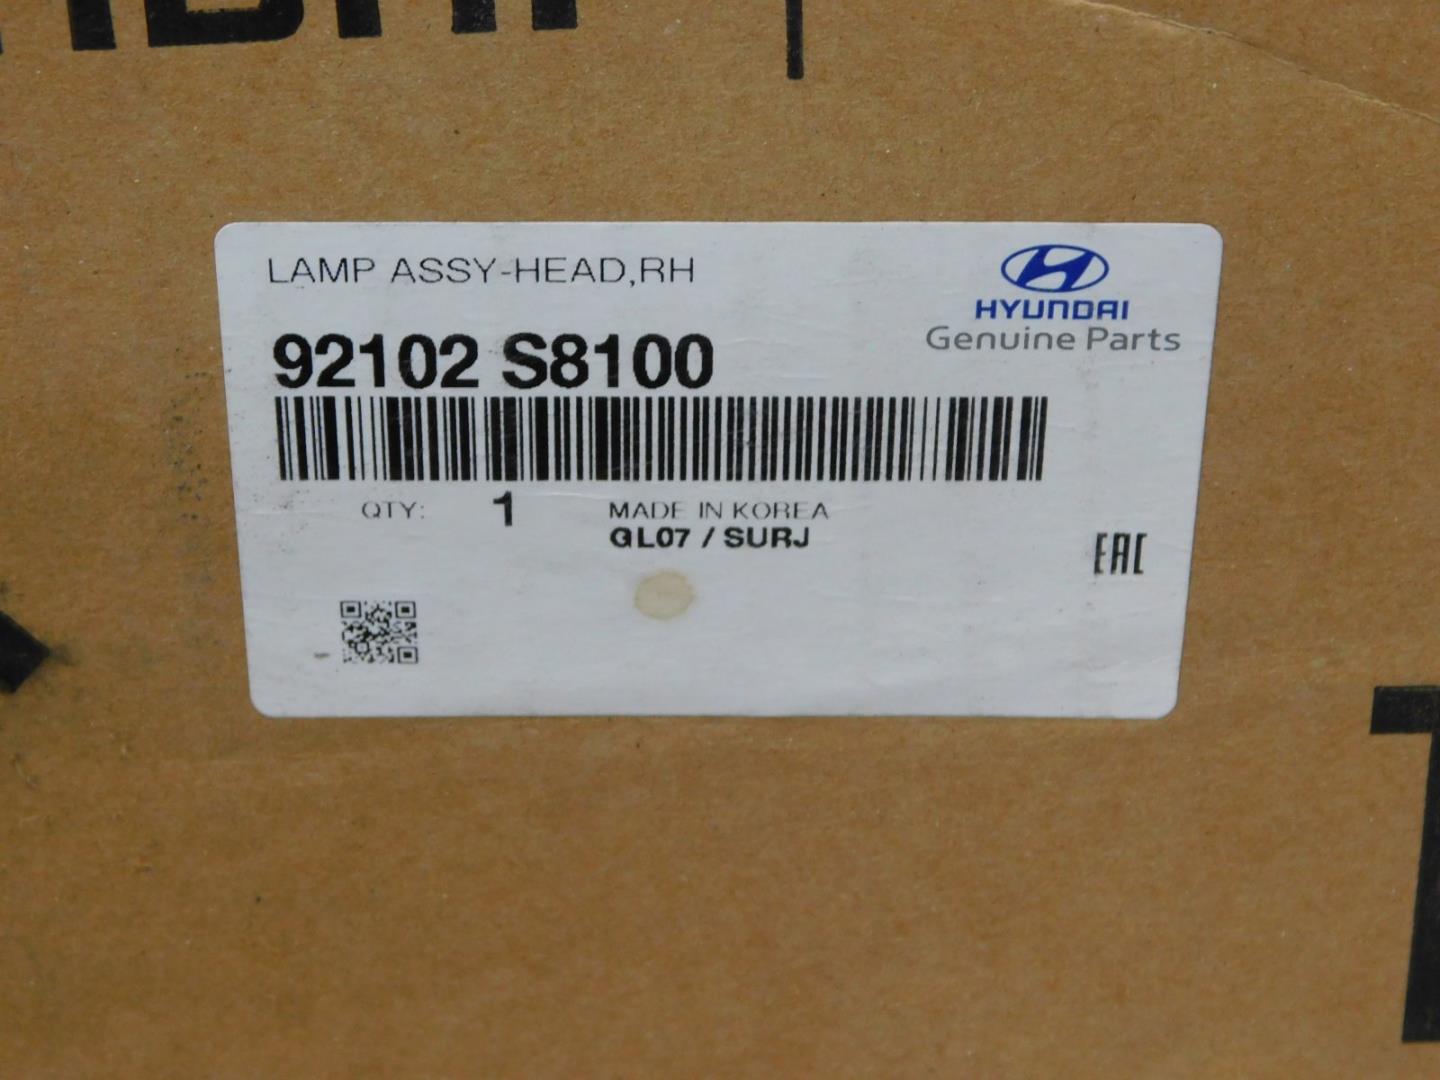 LAMP ASSY-HEAD,RH
HYUNDAI
Genuine Parts
92102 S8100
QTY: 1
MADE IN KOREA
GL07 / SURJ
EAC